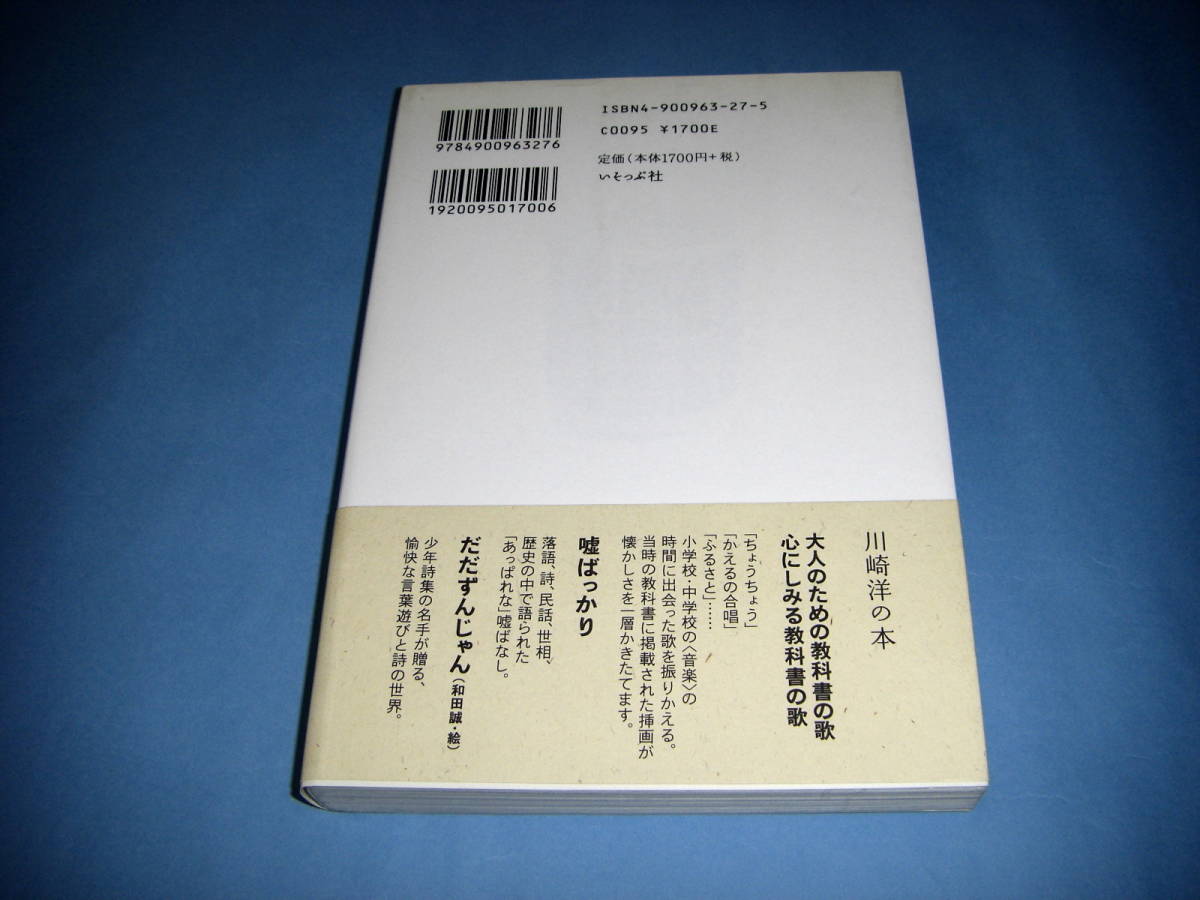 ISBN4-900963-27-5
C0095 ¥1700E
定価(本体1700円+税)
いそっぷ社
9784900963276
1920095017006
川崎洋の本
大人のための教科書の歌
心にしみる教科書の歌
「ちょうちょう」
「かえるの合唱」
「ふるさと」……
小学校・中学校の〈音楽〉の
時間に出会った歌を振りかえる。
当時の教科書に掲載された挿画が
懐かしさを一層かきたてます。
嘘ばっかり
落語、詩、民話、世相、
歴史の中で語られた
「あっぱれな」嘘ばなし。
だだずんじゃん(和田誠・絵)
少年詩集の名手が贈る、
愉快な言葉遊びと詩の世界。